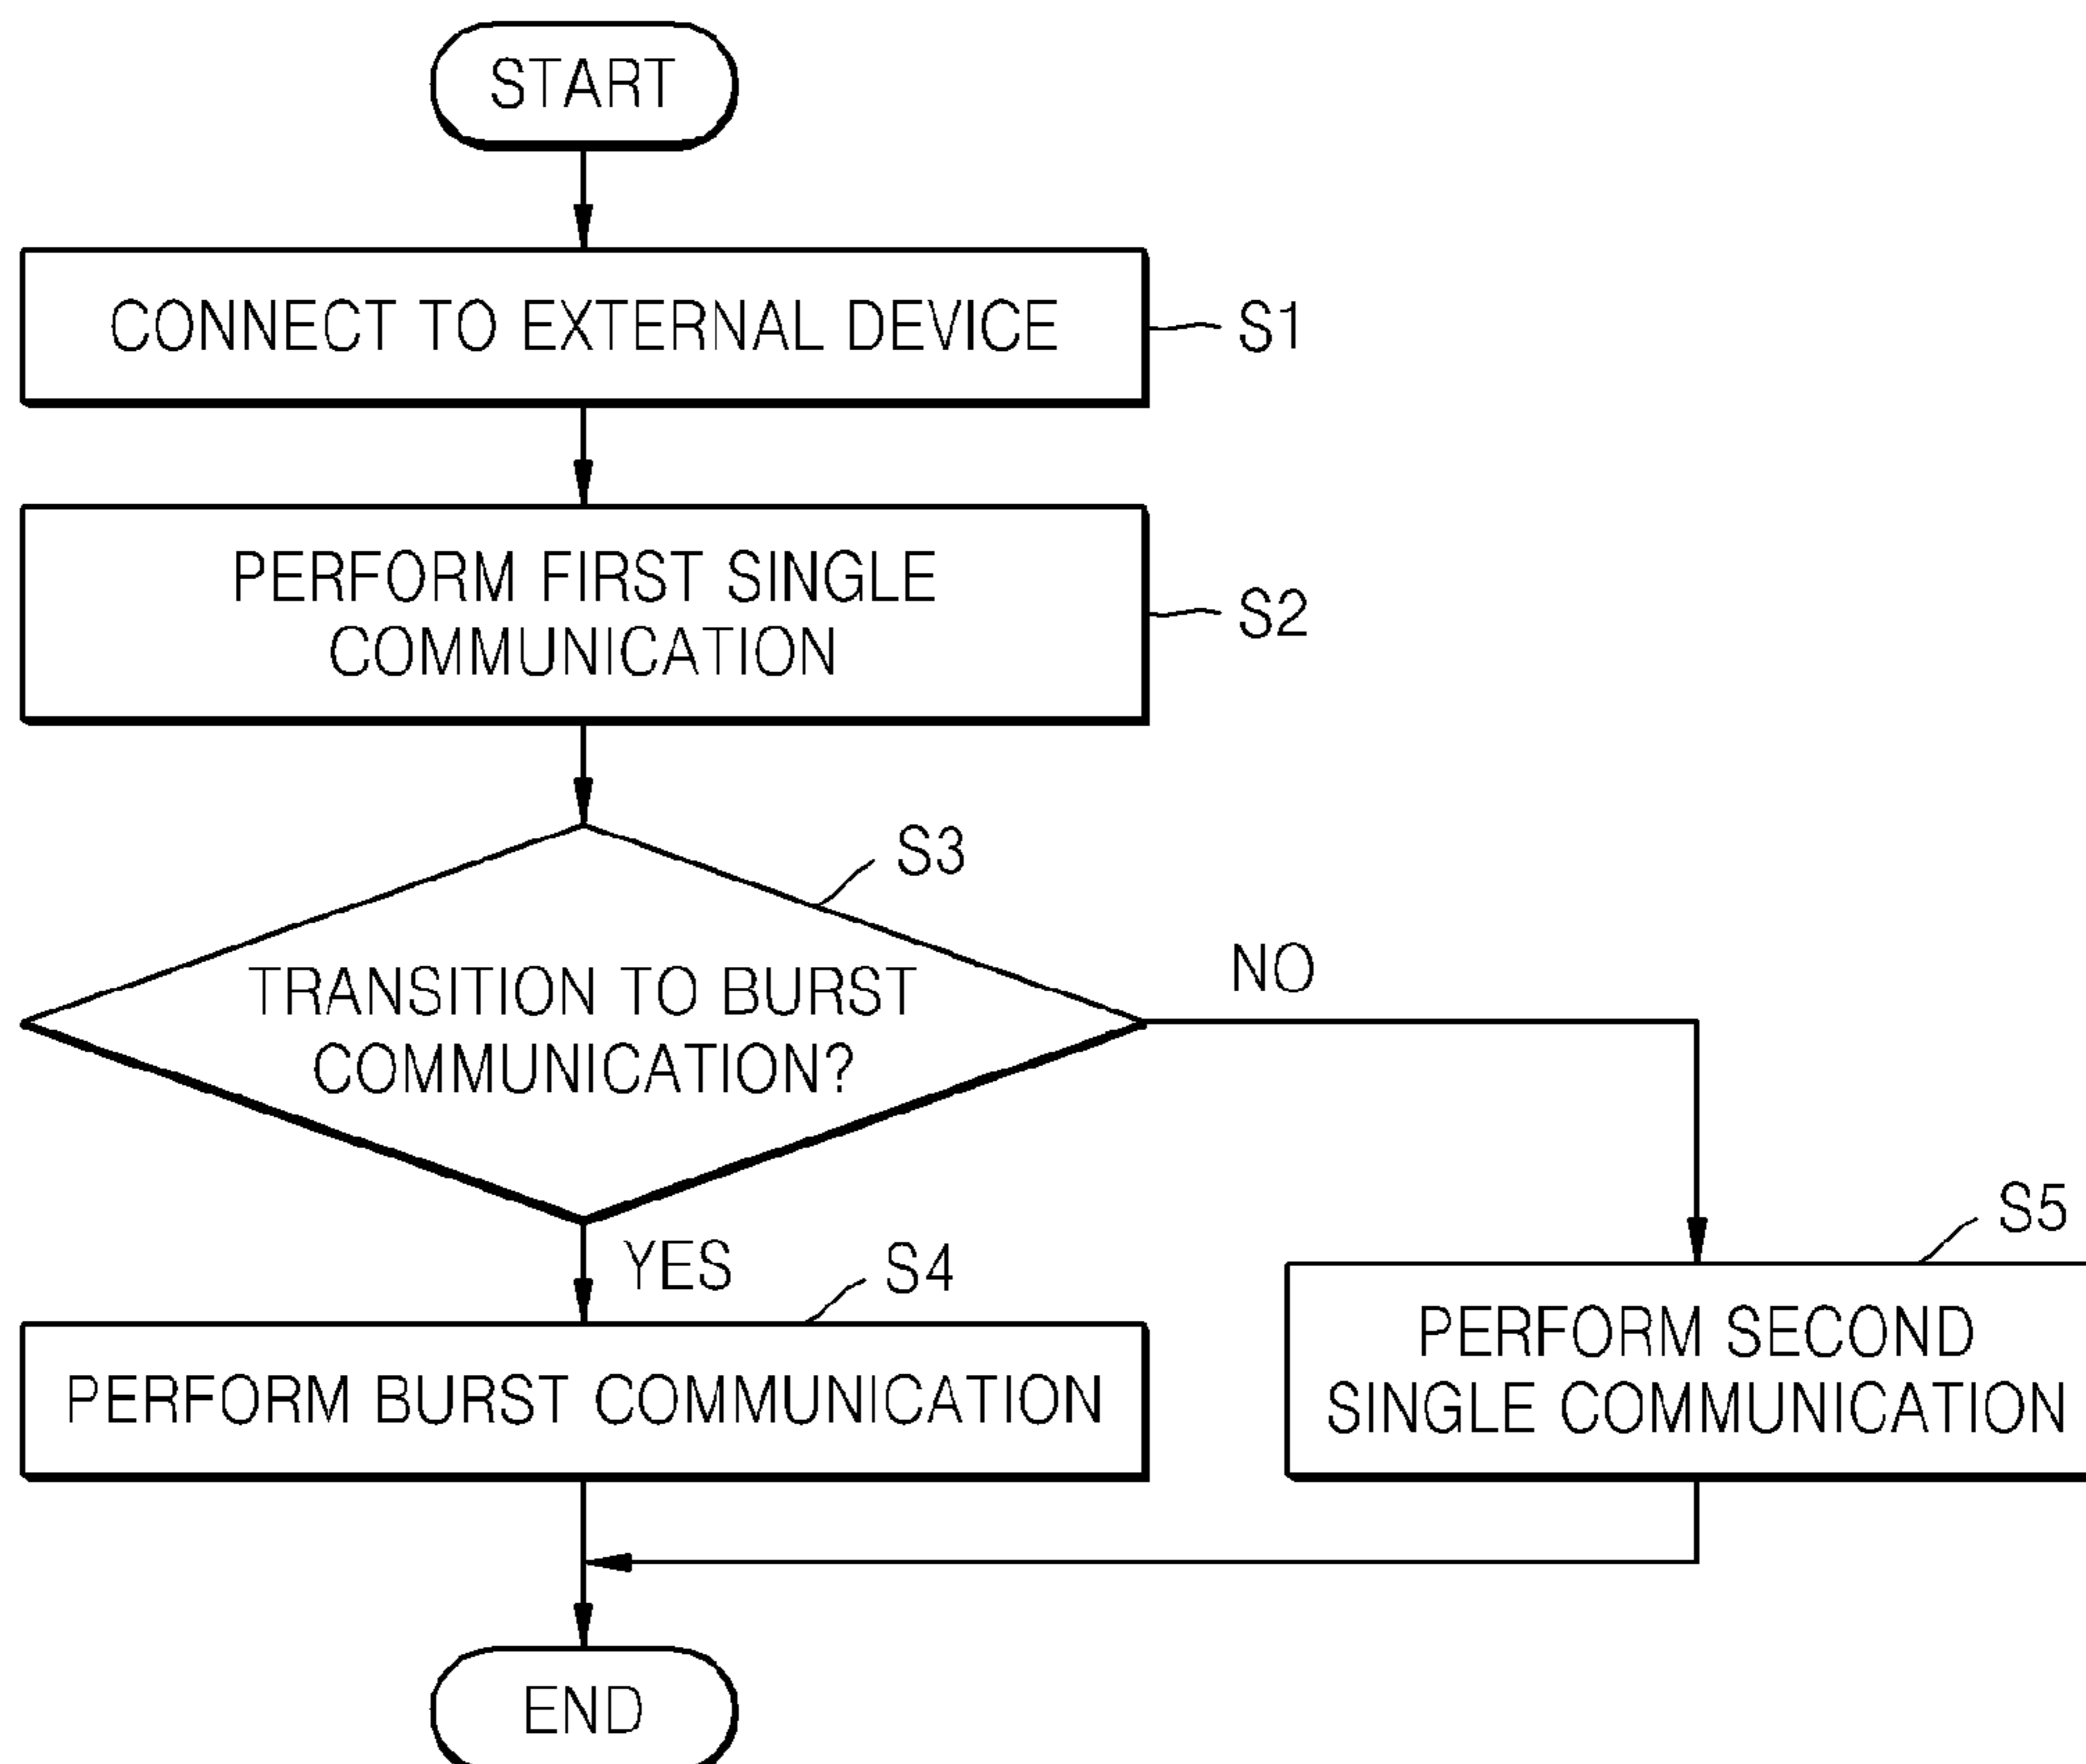 START
CONNECT TO EXTERNAL DEVICE
S1
PERFORM FIRST SINGLE
COMMUNICATION
S2
S3
TRANSITION TO BURST
COMMUNICATION?
NO
YES
S4
S5
PERFORM BURST COMMUNICATION
PERFORM SECOND
SINGLE COMMUNICATION
END